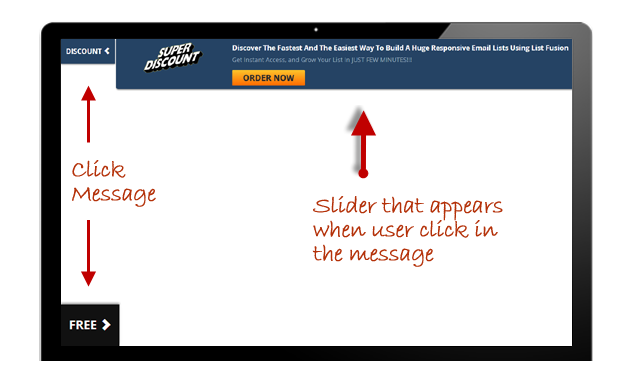 DISCOUNT
SUPER
DISCOUNT
Discover The Fastest And The Easiest Way To Build A Huge Responsive Email Lists Using List Fusion
Get Instant Access, and Grow Your List in JUST FEW MINUTES!!!
ORDER NOW
Click
Message
Slider that appears
when user click in
the message
FREE